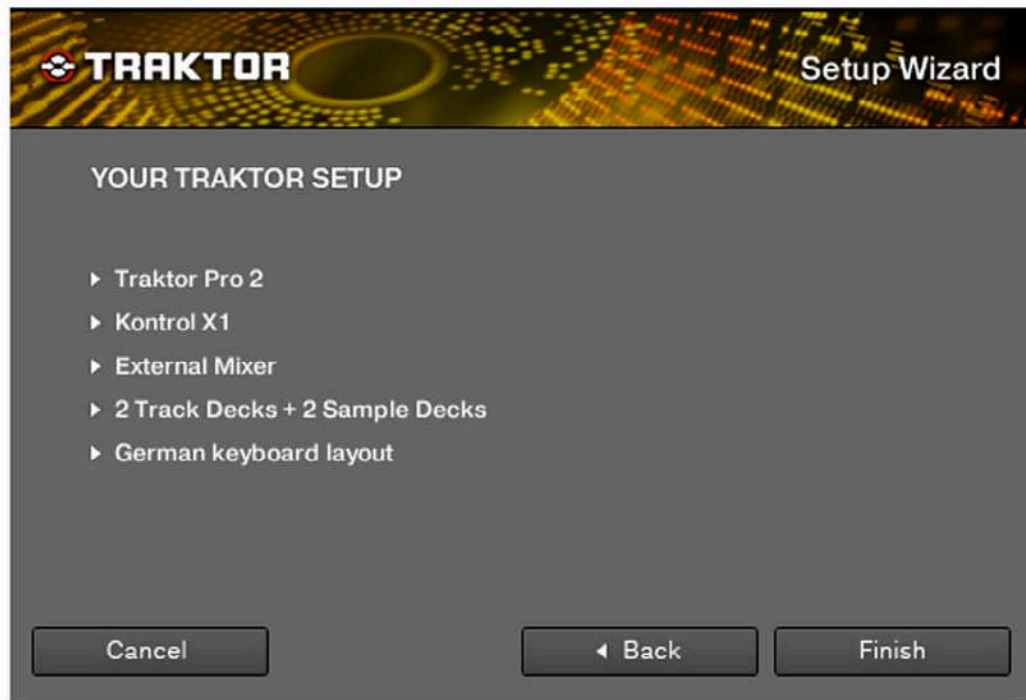 TRAKTOR
Setup Wizard
YOUR TRAKTOR SETUP
Traktor Pro 2
Kontrol X1
External Mixer
2 Track Decks + 2 Sample Decks
German keyboard layout
Cancel
Back
Finish